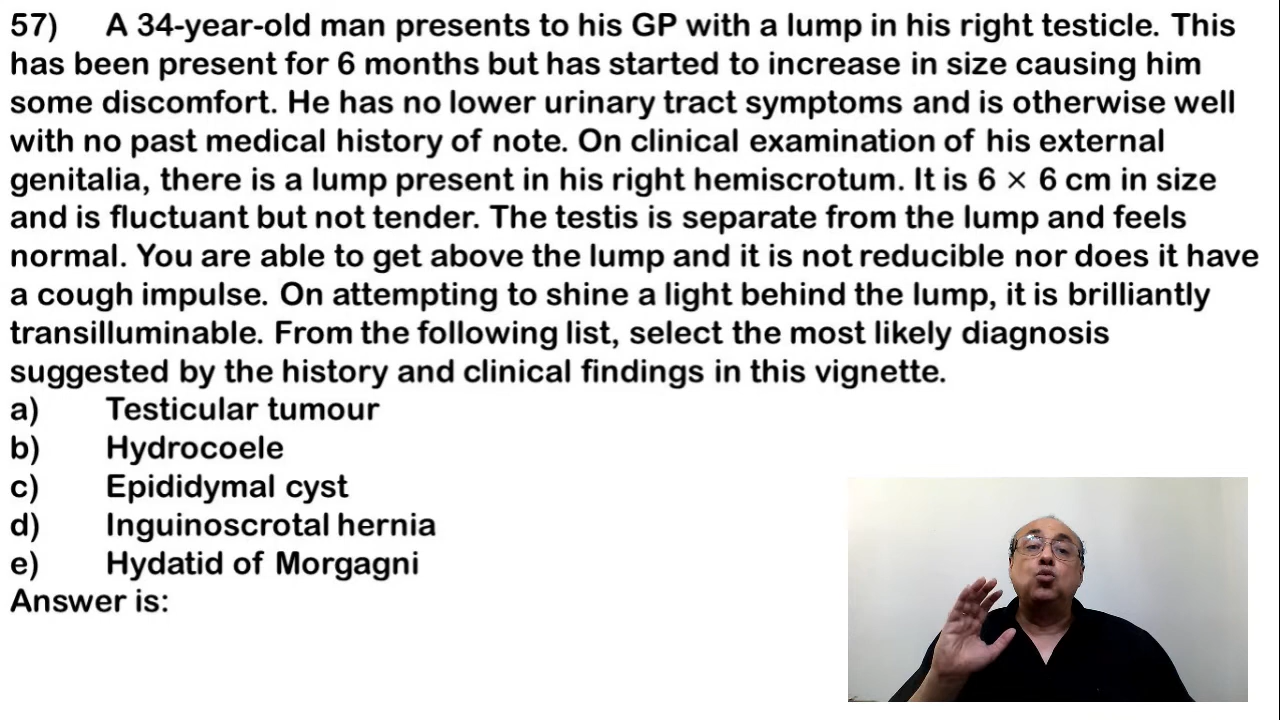 57) A 34-year-old man presents to his GP with a lump in his right testicle. This
has been present for 6 months but has started to increase in size causing him
some discomfort. He has no lower urinary tract symptoms and is otherwise well
with no past medical history of note. On clinical examination of his external
genitalia, there is a lump present in his right hemiscrotum. It is 6 × 6 cm in size
and is fluctuant but not tender. The testis is separate from the lump and feels
normal. You are able to get above the lump and it is not reducible nor does it have
a cough impulse. On attempting to shine a light behind the lump, it is brilliantly
transilluminable. From the following list, select the most likely diagnosis
suggested by the history and clinical findings in this vignette.
a) Testicular tumour
b) Hydrocoele
c) Epididymal cyst
d) Inguinoscrotal hernia
e) Hydatid of Morgagni
Answer is: